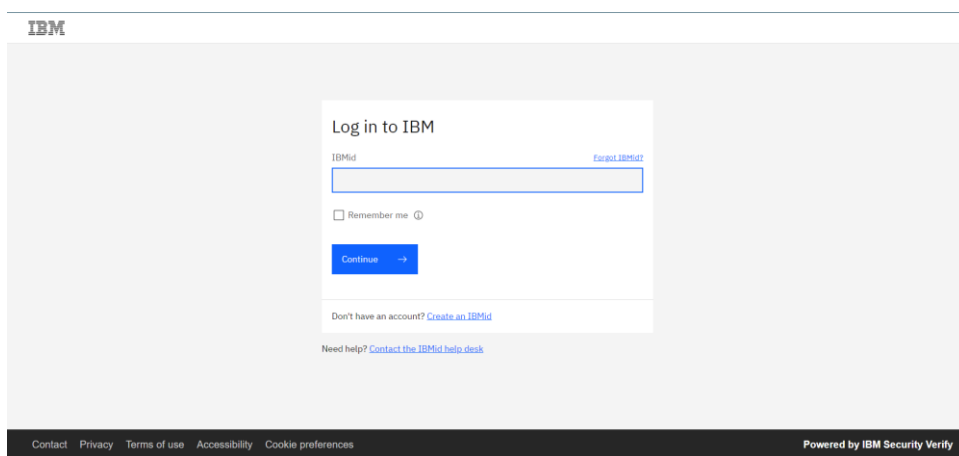 IBM
Log in to IBM
IBMid Forgot IBMid?
Remember me
Continue →
Don't have an account? Create an IBMid
Need help? Contact the IBMid help desk
Contact Privacy Terms of use Accessibility Cookie preferences Powered by IBM Security Verify